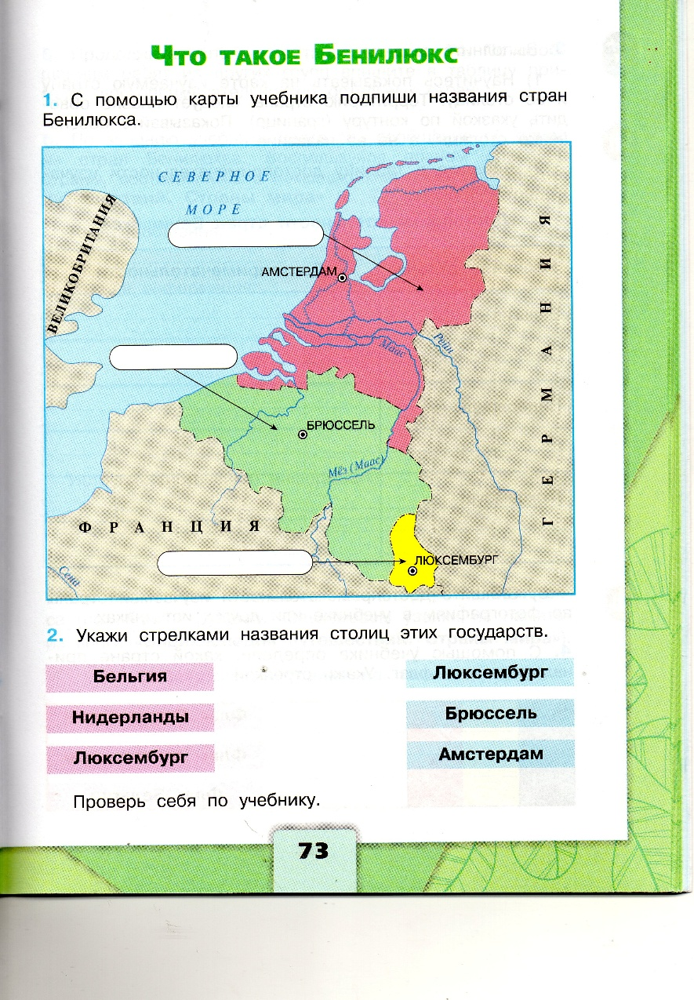 Что такое Бенилюкс
1. С помощью карты учебника подпиши названия стран
Бенилюкса.
СЕВЕРНОЕ
МОРЕ
ВЕЛИКОБРИТАНИЯ
АМСТЕРДАМ
ГЕРМАНИЯ
Рейн
Маас
БРЮССЕЛЬ
Мёз (Маас)
ФРАНЦИЯ
ЛЮКСЕМБУРГ
Сена
2. Укажи стрелками названия столиц этих государств.
Бельгия
Люксембург
Нидерланды
Брюссель
Люксембург
Амстердам
Проверь себя по учебнику.
73